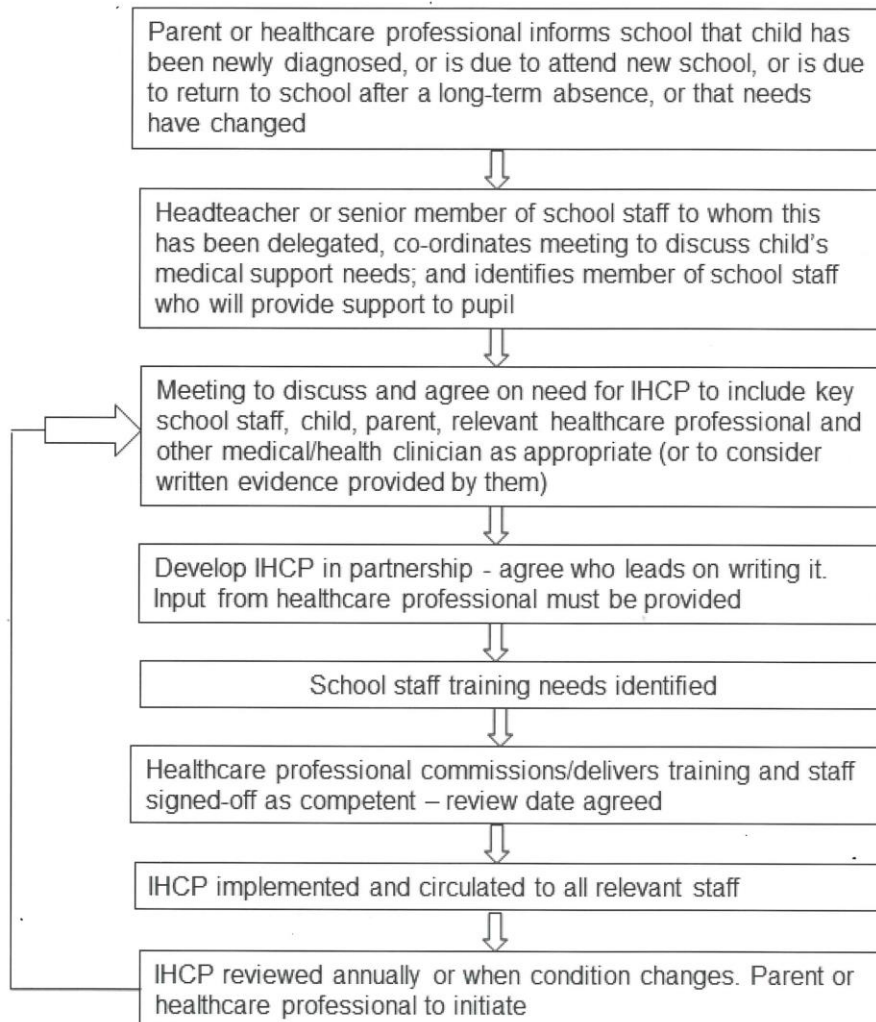 Parent or healthcare professional informs school that child has
been newly diagnosed, or is due to attend new school, or is due
to return to school after a long-term absence, or that needs
have changed
Headteacher or senior member of school staff to whom this
has been delegated, co-ordinates meeting to discuss child's
medical support needs; and identifies member of school staff
who will provide support to pupil
Meeting to discuss and agree on need for IHCP to include key
school staff, child, parent, relevant healthcare professional and
other medical/health clinician as appropriate (or to consider
written evidence provided by them)
Develop IHCP in partnership - agree who leads on writing it.
Input from healthcare professional must be provided
School staff training needs identified
Healthcare professional commissions/delivers training and staff
signed-off as competent – review date agreed
IHCP implemented and circulated to all relevant staff
IHCP reviewed annually or when condition changes. Parent or
healthcare professional to initiate